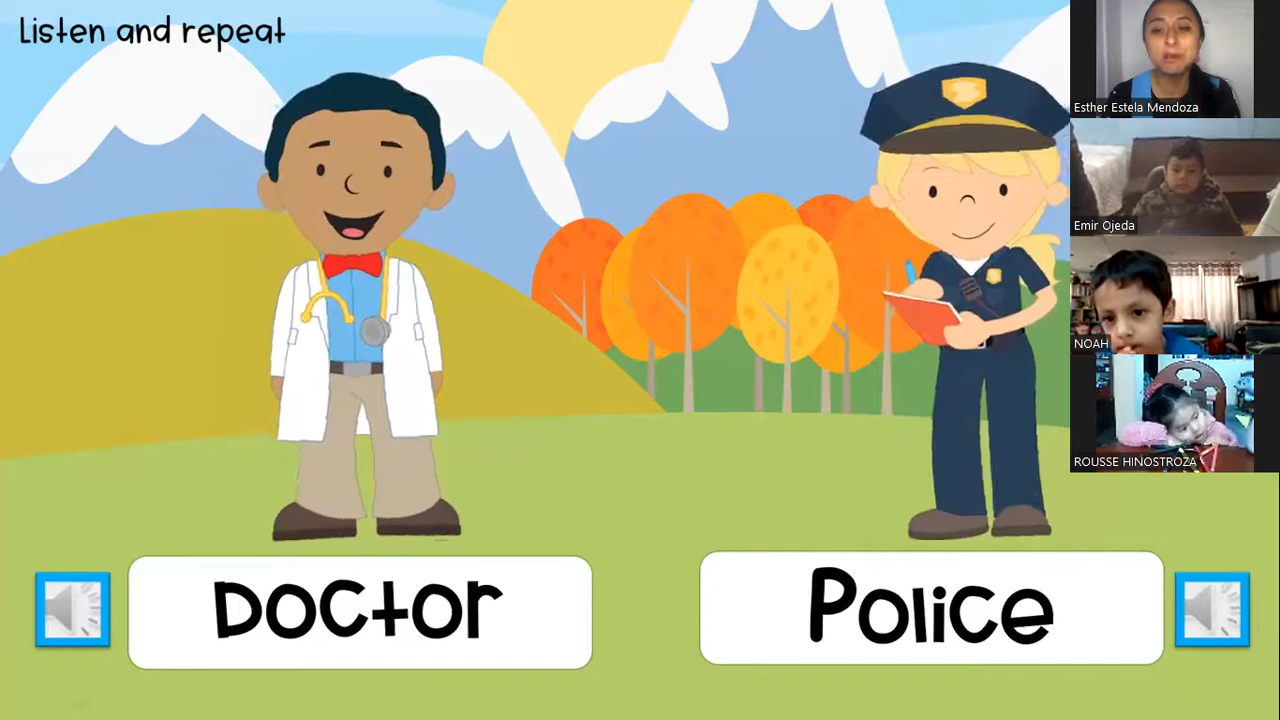 Listen and repeat
Doctor
Police
Esther Estela Mendoza
Emir Ojeda
NOAH
ROUSSE HINOSTROZA